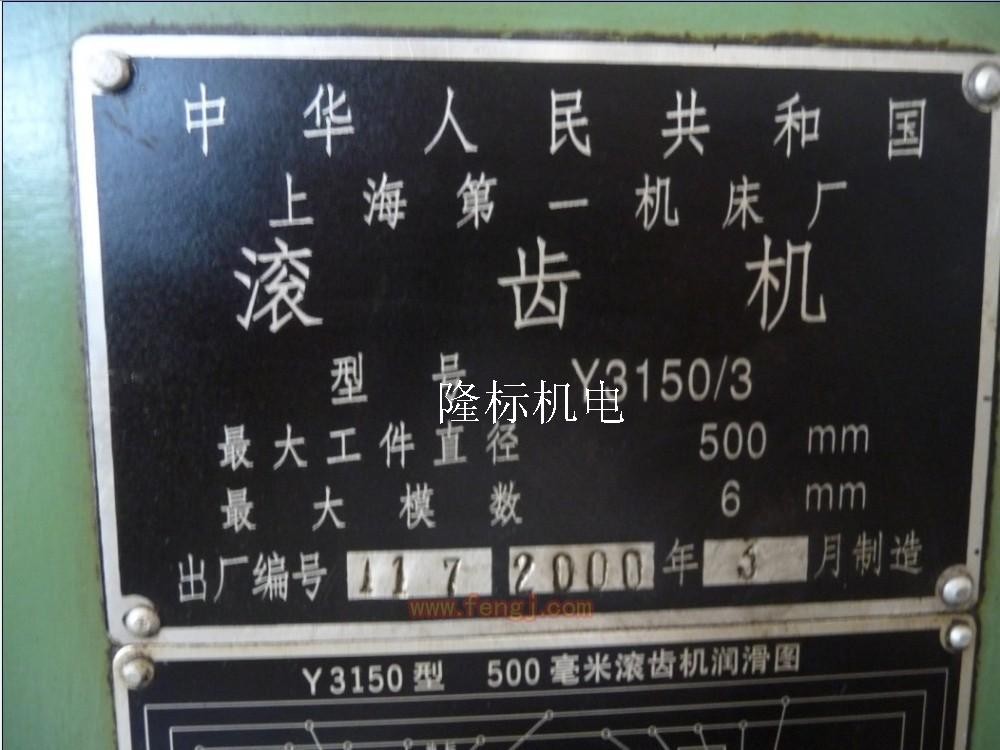 中华人民共和国
上海第一机床厂
滚齿机
型号 Y3150/3
隆标机电
最大工件直径 500 mm
最大模数 6 mm
出厂编号 117 2000 年 3 月制造
www.fengj.com
Y3150型 500毫米滚齿机润滑图